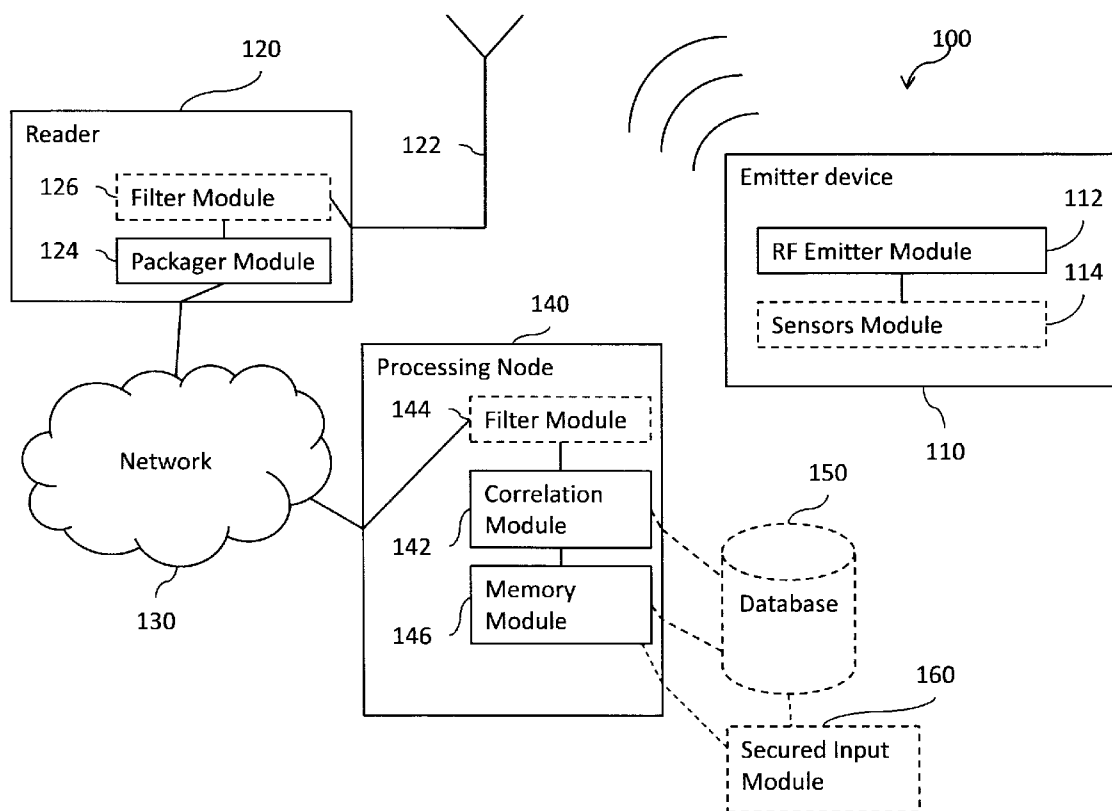 100
120
Reader
122
126
Filter Module
124
Packager Module
Emitter device
112
RF Emitter Module
114
Sensors Module
110
140
Processing Node
144
Filter Module
Network
130
Correlation
Module
142
Memory
Module
146
150
Database
160
Secured Input
Module